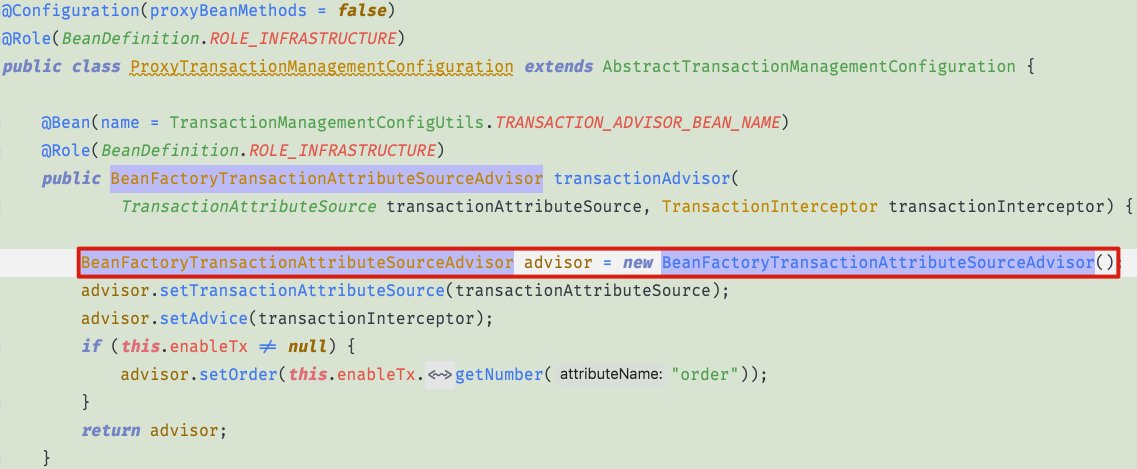 @Configuration(proxyBeanMethods = false)
@Role(BeanDefinition.ROLE_INFRASTRUCTURE)
public class ProxyTransactionManagementConfiguration extends AbstractTransactionManagementConfiguration {
@Bean(name = TransactionManagementConfigUtils.TRANSACTION_ADVISOR_BEAN_NAME)
@Role(BeanDefinition.ROLE_INFRASTRUCTURE)
public BeanFactoryTransactionAttributeSourceAdvisor transactionAdvisor(
TransactionAttributeSource transactionAttributeSource, TransactionInterceptor transactionInterceptor) {
BeanFactoryTransactionAttributeSourceAdvisor advisor = new BeanFactoryTransactionAttributeSourceAdvisor();
advisor.setTransactionAttributeSource(transactionAttributeSource);
advisor.setAdvice(transactionInterceptor);
if (this.enableTx ≠ null) {
advisor.setOrder(this.enableTx.<~>getNumber( attributeName: "order"));
}
return advisor;
}